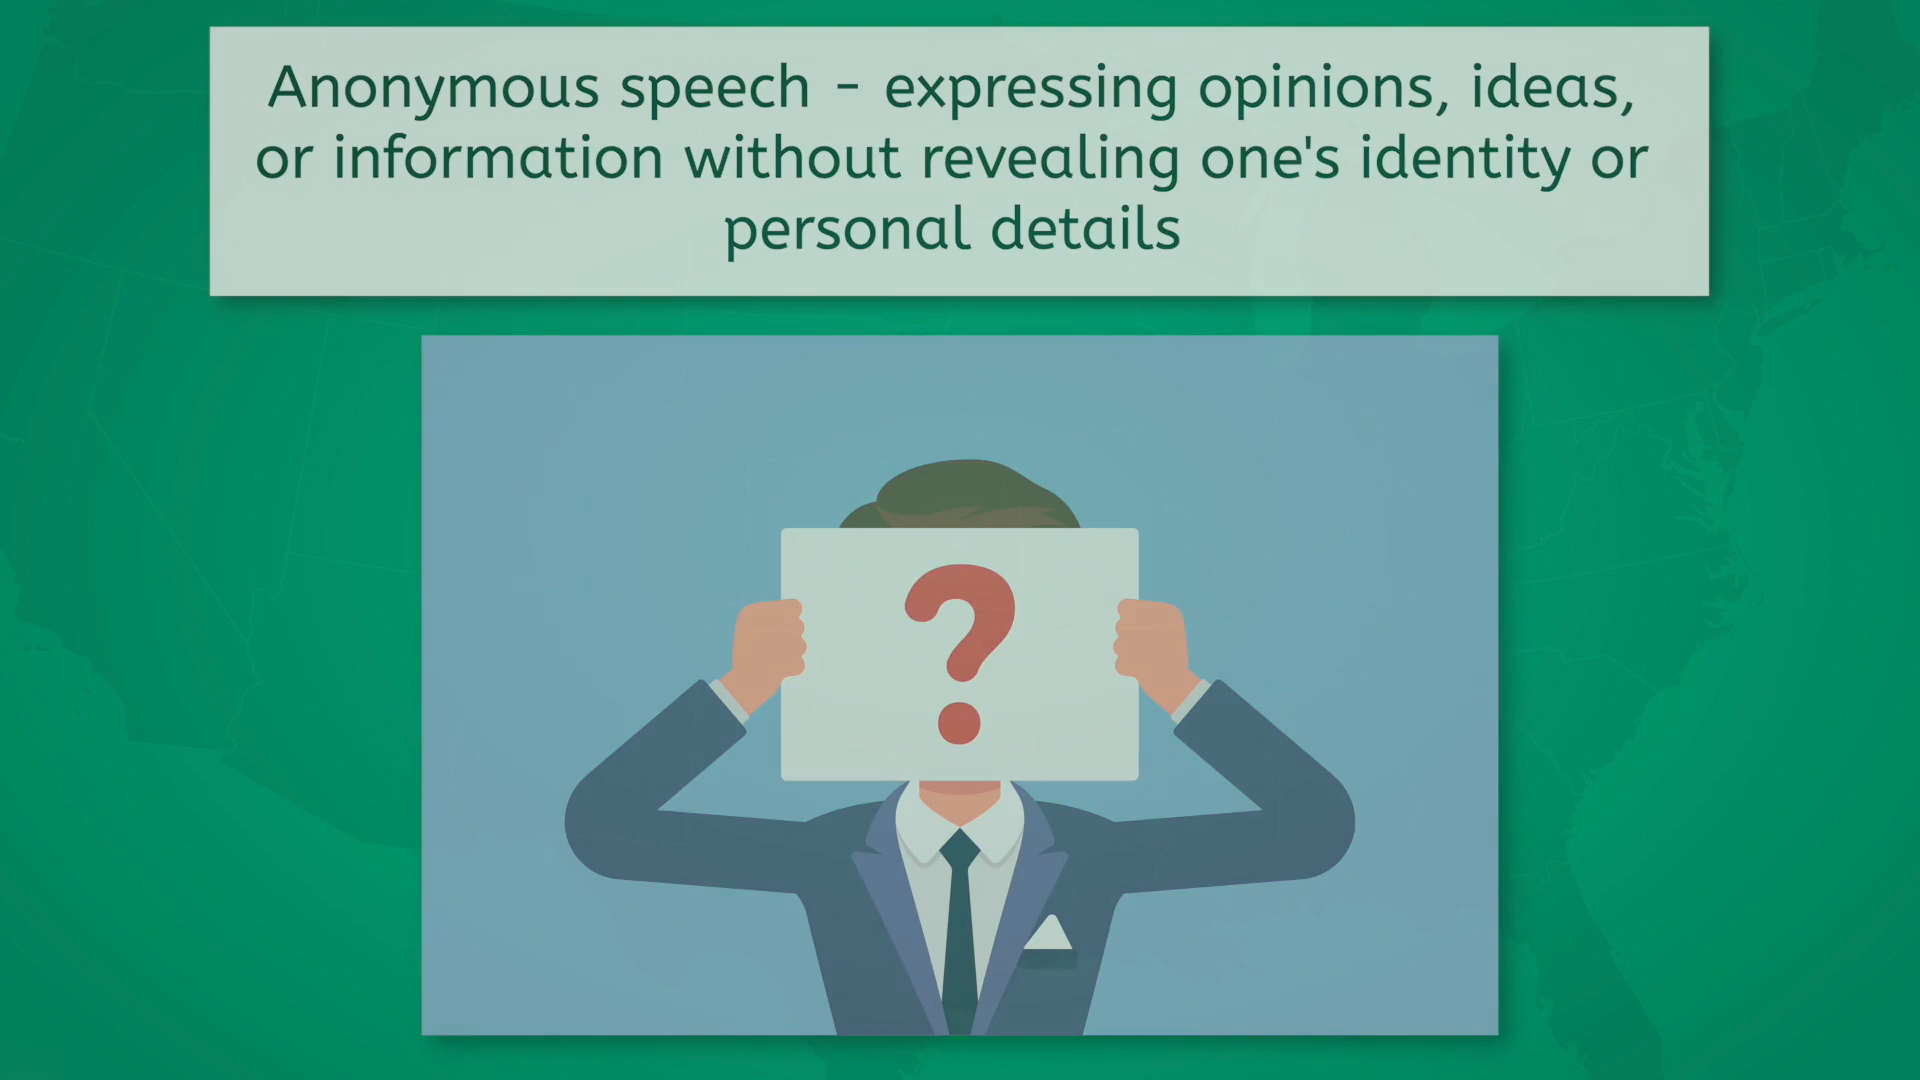 Anonymous speech - expressing opinions, ideas,
or information without revealing one's identity or
personal details
?